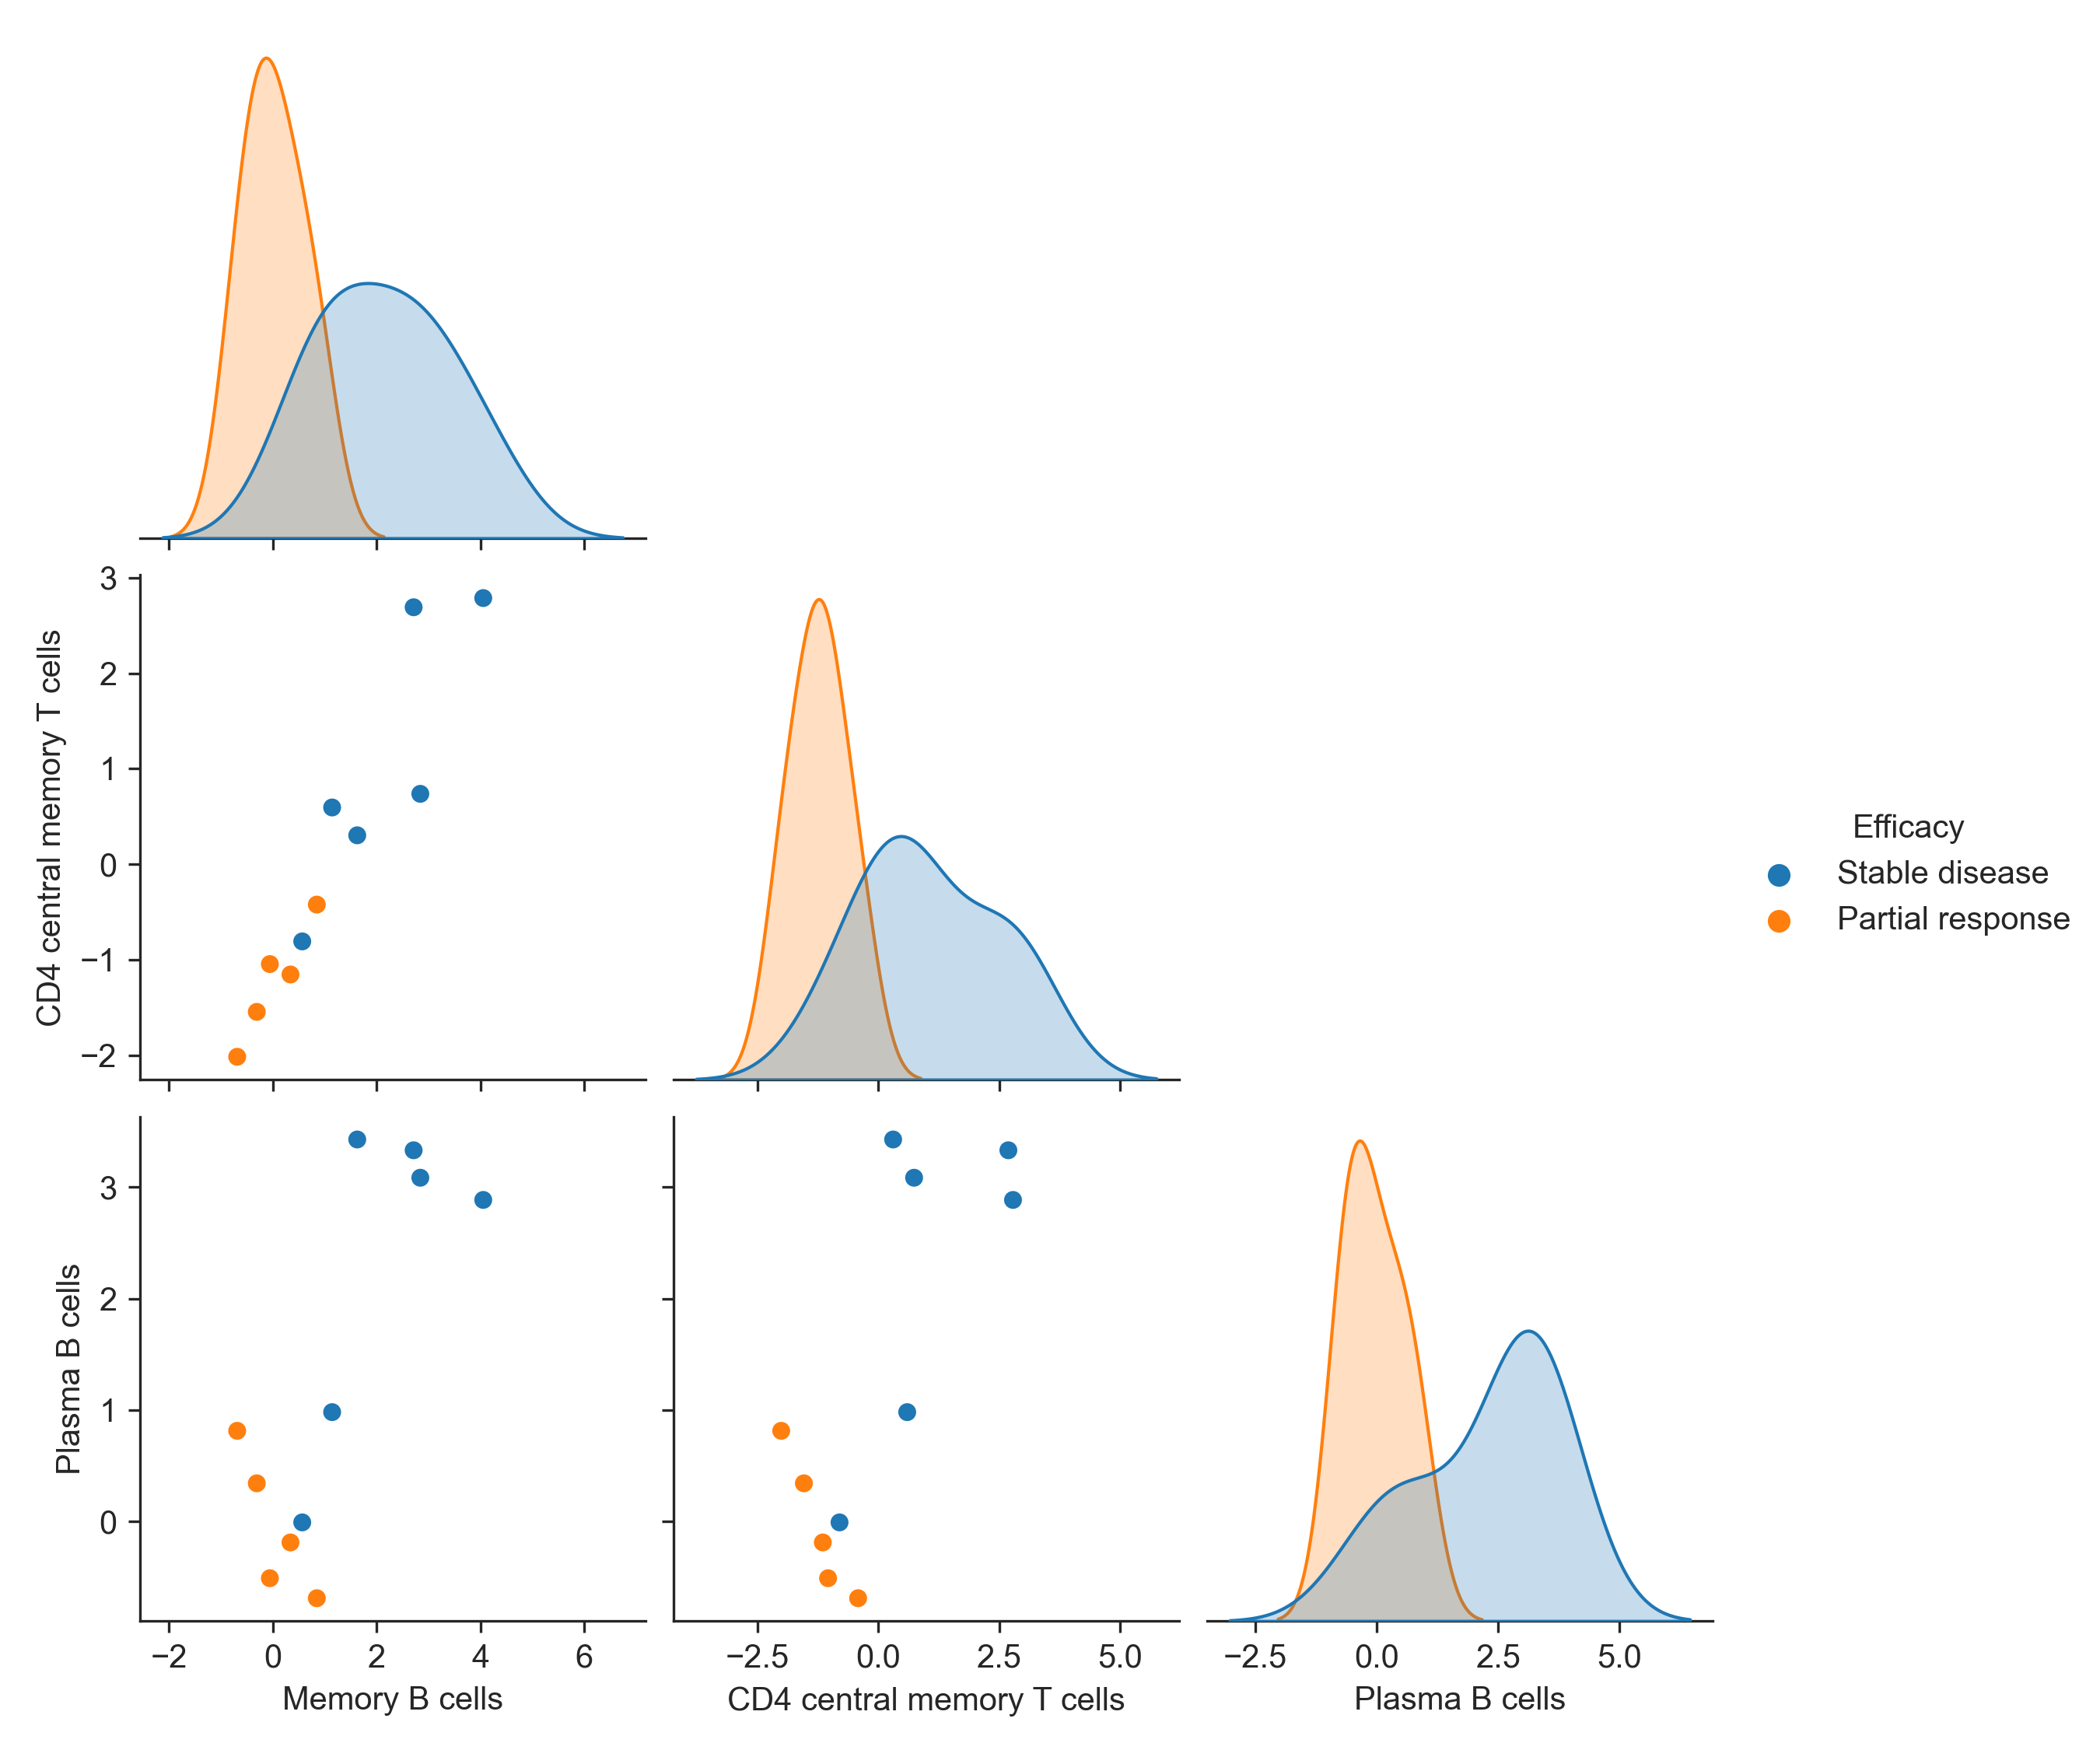 3
2
1
0
−1
−2
CD4 central memory T cells
3
2
1
0
Plasma B cells
−2 0 2 4 6
Memory B cells
−2.5 0.0 2.5 5.0
CD4 central memory T cells
−2.5 0.0 2.5 5.0
Plasma B cells
Efficacy
Stable disease
Partial response